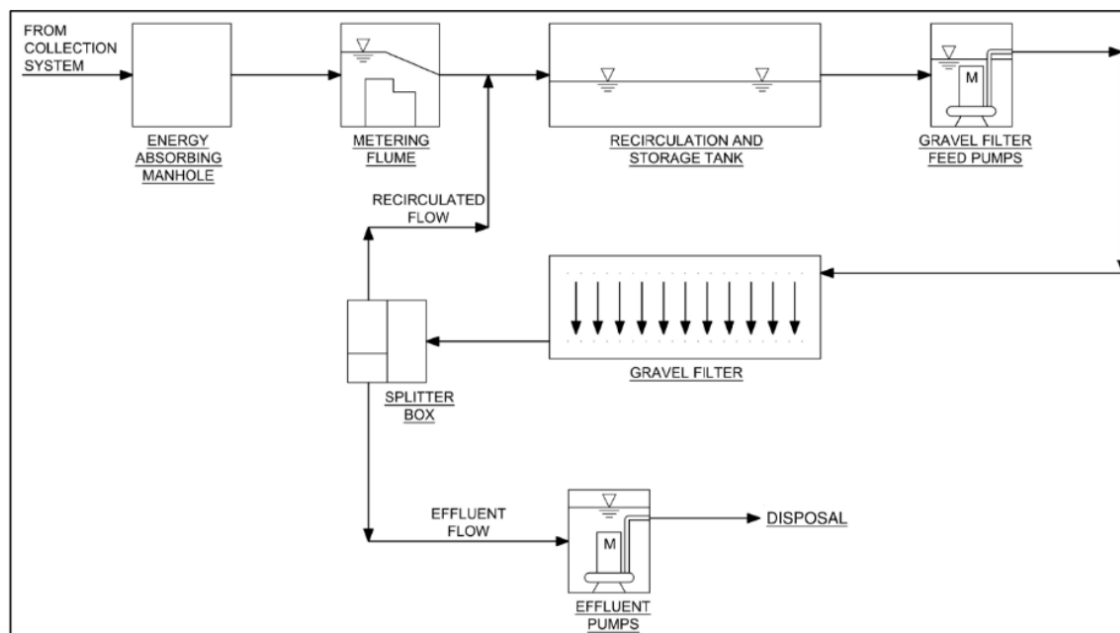 FROM
COLLECTION
SYSTEM
ENERGY
ABSORBING
MANHOLE
METERING
FLUME
RECIRCULATION AND
STORAGE TANK
M
GRAVEL FILTER
FEED PUMPS
RECIRCULATED
FLOW
GRAVEL FILTER
SPLITTER
BOX
EFFLUENT
FLOW
M
DISPOSAL
EFFLUENT
PUMPS